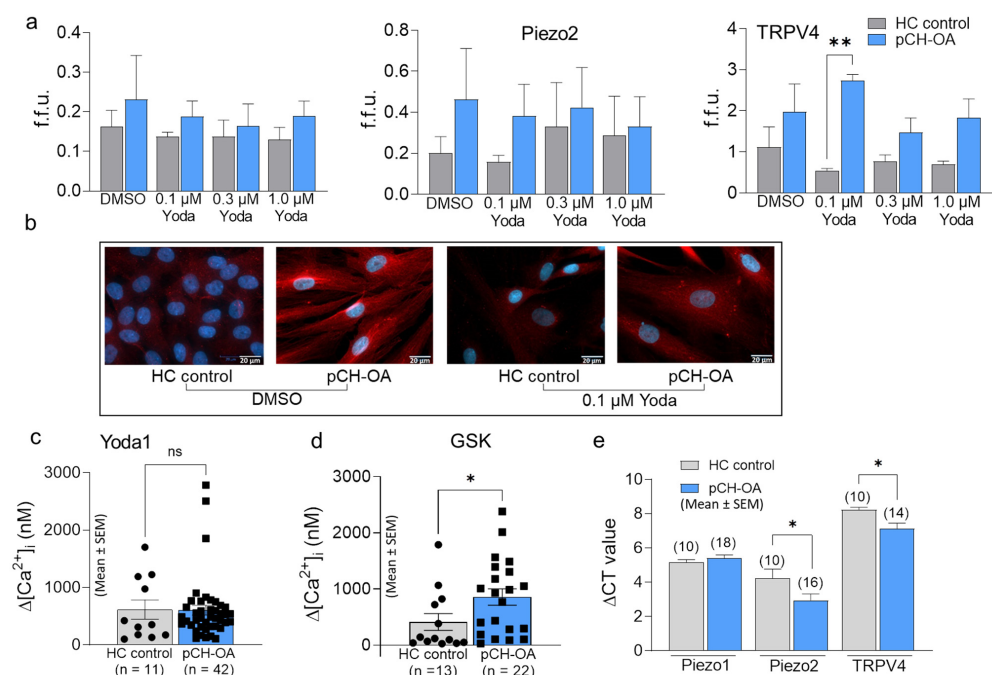 a
HC control
pCH-OA
Piezo2
TRPV4
**
f.f.u.
0.4
0.3
0.2
0.1
0.0
DMSO
0.1 µM
Yoda
0.3 µM
Yoda
1.0 µM
Yoda
f.f.u.
0.8
0.6
0.4
0.2
0.0
DMSO
0.1 µM
Yoda
0.3 µM
Yoda
1.0 µM
Yoda
f.f.u.
4
3
2
1
0
DMSO
0.1 µM
Yoda
0.3 µM
Yoda
1.0 µM
Yoda
b
20 µm
20 µm
20 µm
20 µm
HC control
pCH-OA
HC control
pCH-OA
DMSO
0.1 µM Yoda
c
Yoda1
ns
Δ[Ca²⁺]ᵢ (nM)
(Mean ± SEM)
3000
2000
1000
0
HC control
(n = 11)
pCH-OA
(n = 42)
d
GSK
*
Δ[Ca²⁺]ᵢ (nM)
(Mean ± SEM)
3000
2000
1000
0
HC control
(n =13)
pCH-OA
(n = 22)
e
HC control
pCH-OA
(Mean ± SEM)
ΔCT value
10
8
6
4
2
0
(10)
(18)
(10)
*
(16)
(10)
*
(14)
Piezo1
Piezo2
TRPV4